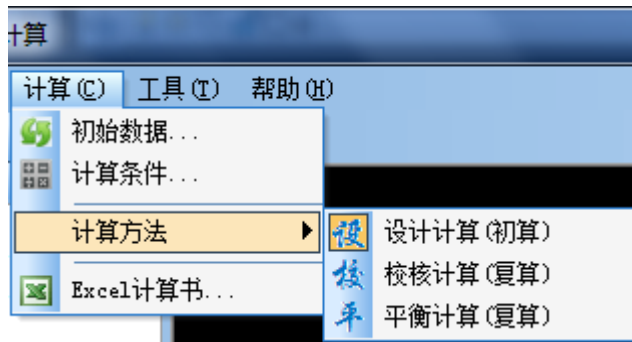 计算
计算(C) 工具(T) 帮助(H)
初始数据...
计算条件...
计算方法
设 设计计算(初算)
校 校核计算(复算)
平 平衡计算(复算)
Excel计算书...